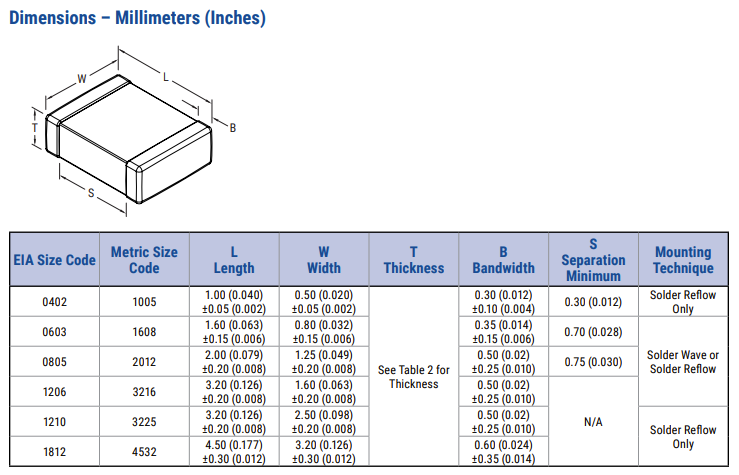 Dimensions – Millimeters (Inches)
W
L
T
B
S
EIA Size Code
Metric Size Code
L Length
W Width
T Thickness
B Bandwidth
S Separation Minimum
Mounting Technique
0402 1005 1.00 (0.040) ±0.05 (0.002) 0.50 (0.020) ±0.05 (0.002) See Table 2 for Thickness 0.30 (0.012) ±0.10 (0.004) 0.30 (0.012) Solder Reflow Only
0603 1608 1.60 (0.063) ±0.15 (0.006) 0.80 (0.032) ±0.15 (0.006) 0.35 (0.014) ±0.15 (0.006) 0.70 (0.028) Solder Wave or Solder Reflow
0805 2012 2.00 (0.079) ±0.20 (0.008) 1.25 (0.049) ±0.20 (0.008) 0.50 (0.02) ±0.25 (0.010) 0.75 (0.030)
1206 3216 3.20 (0.126) ±0.20 (0.008) 1.60 (0.063) ±0.20 (0.008) 0.50 (0.02) ±0.25 (0.010) N/A
1210 3225 3.20 (0.126) ±0.20 (0.008) 2.50 (0.098) ±0.20 (0.008) 0.50 (0.02) ±0.25 (0.010) Solder Reflow Only
1812 4532 4.50 (0.177) ±0.30 (0.012) 3.20 (0.126) ±0.30 (0.012) 0.60 (0.024) ±0.35 (0.014)